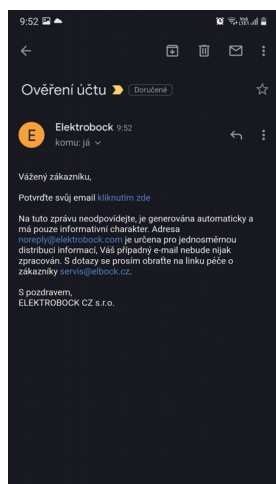 9:52
Ověření účtu
Doručené
Elektrobock 9:52
komu: já
E
Vážený zákazníku,
Potvrďte svůj email kliknutím zde
Na tuto zprávu neodpovídejte, je generována automaticky a
má pouze informativní charakter. Adresa
noreply@elektrobock.com je určena pro jednosměrnou
distribuci informací, Váš případný e-mail nebude nijak
zpracován. S dotazy se prosím obraťte na linku péče o
zákazníky servis@elbock.cz.
S pozdravem,
ELEKTROBOCK CZ s.r.o.